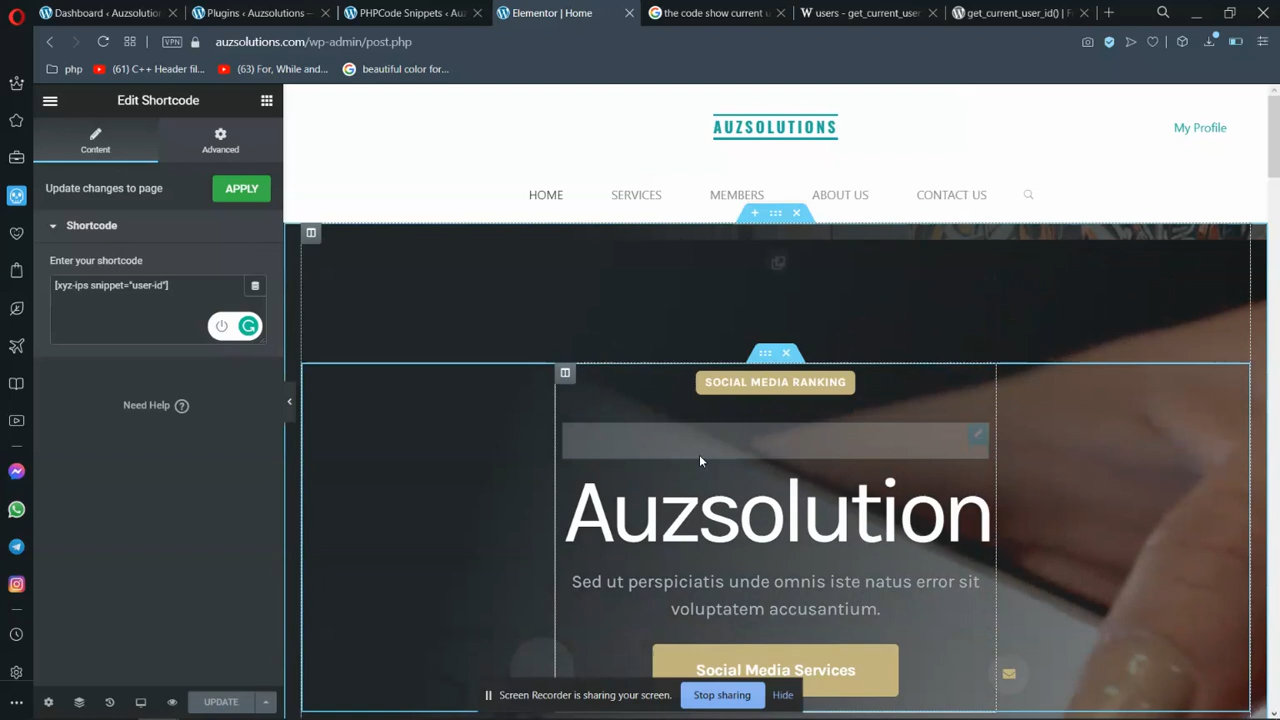 Dashboard ‹ Auzsolution
Plugins ‹ Auzsolutions –
PHPCode Snippets ‹ Auz
Elementor | Home
the code show current u
users - get_current_use
get_current_user_id() | F
VPN
auzsolutions.com/wp-admin/post.php
php
(61) C++ Header fil...
(63) For, While and...
beautiful color for...
Edit Shortcode
Content
Advanced
Update changes to page
APPLY
Shortcode
Enter your shortcode
[xyz-ips snippet="user-id"]
Need Help
UPDATE
AUZSOLUTIONS
My Profile
HOME
SERVICES
MEMBERS
ABOUT US
CONTACT US
SOCIAL MEDIA RANKING
Auzsolution
Sed ut perspiciatis unde omnis iste natus error sit
voluptatem accusantium.
Social Media Services
Screen Recorder is sharing your screen.
Stop sharing
Hide